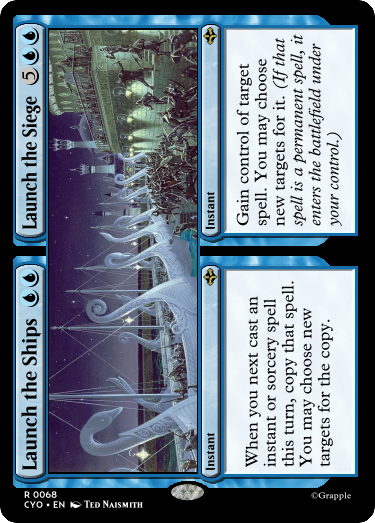 Launch the Ships
Instant
When you next cast an
instant or sorcery spell
this turn, copy that spell.
You may choose new
targets for the copy.
Launch the Siege 5
Instant
Gain control of target
spell. You may choose
new targets for it. (If that
spell is a permanent spell, it
enters the battlefield under
your control.)
R 0068
CYO • EN Ted Naismith
©Grapple